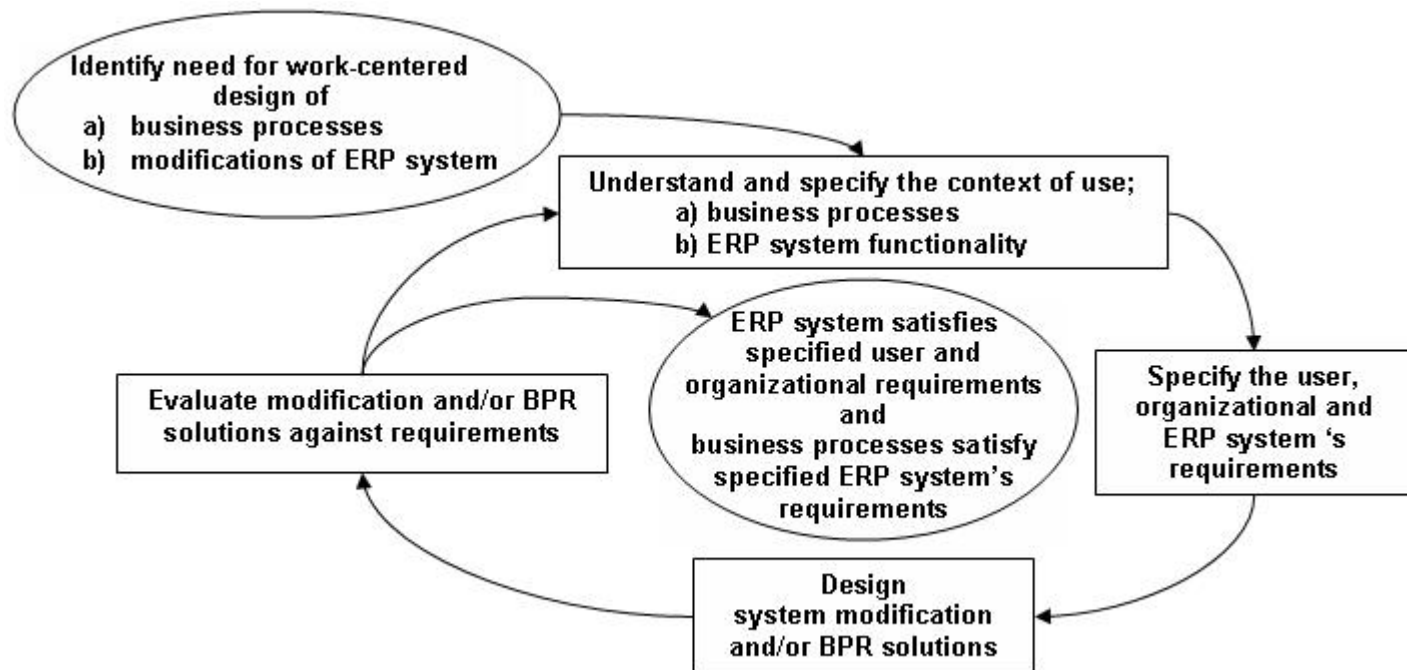 Identify need for work-centered
design of
a) business processes
b) modifications of ERP system
Understand and specify the context of use;
a) business processes
b) ERP system functionality
ERP system satisfies
specified user and
organizational requirements
and
business processes satisfy
specified ERP system’s
requirements
Specify the user,
organizational and
ERP system ‘s
requirements
Evaluate modification and/or BPR
solutions against requirements
Design
system modification
and/or BPR solutions